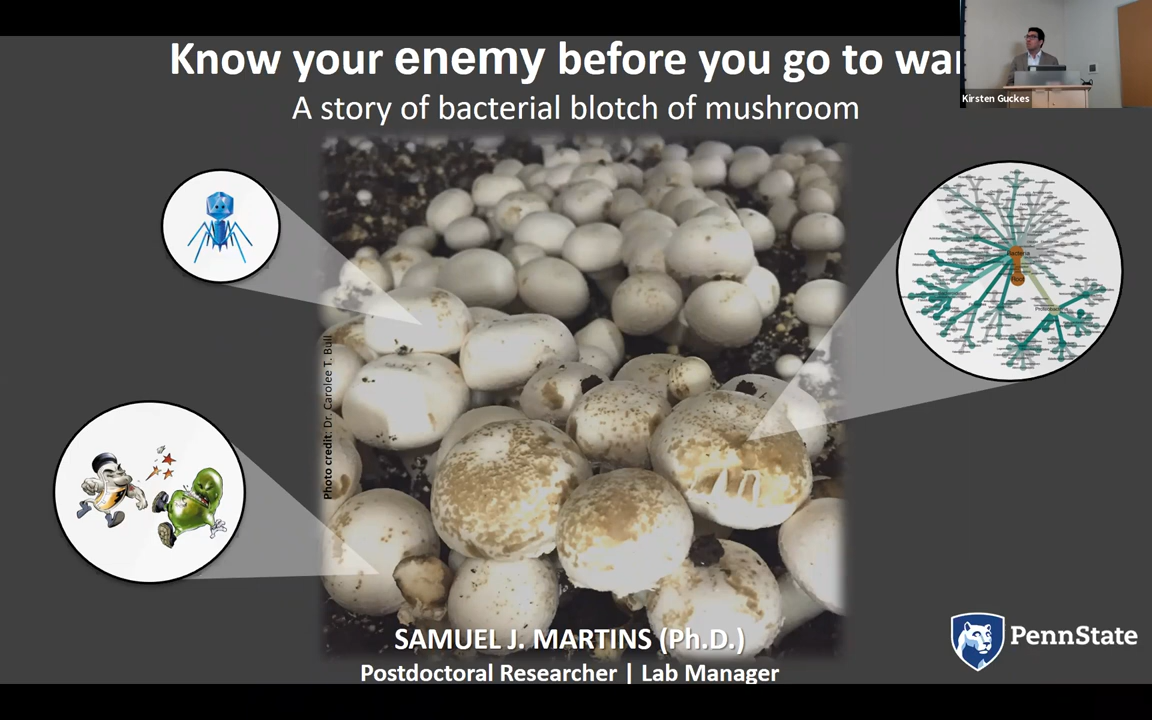 Know your enemy before you go to war
A story of bacterial blotch of mushroom
Kirsten Guckes
Bacteria
Photo credit: Dr. Carolee T. Bull
SAMUEL J. MARTINS (Ph.D.)
Postdoctoral Researcher | Lab Manager
PennState